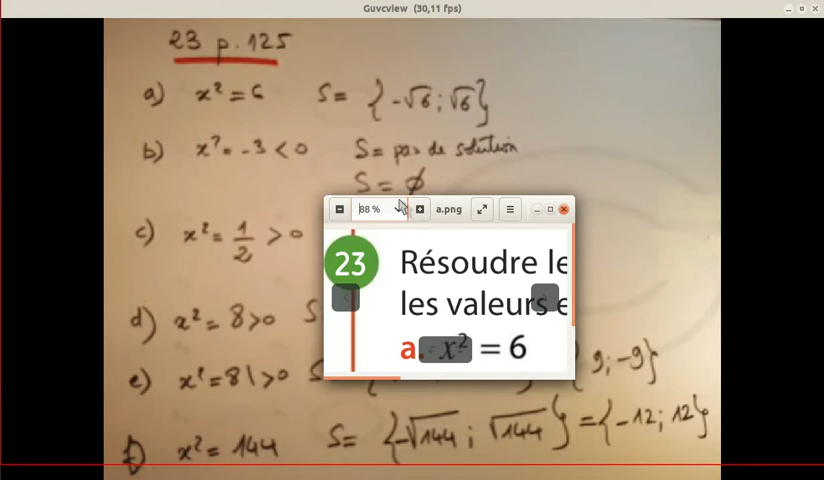 Guvcview (30,11 fps)
23 p. 125
a) x² = 6 S = {-√6 ; √6}
b) x² = -3 < 0 S = pas de solution
S = ∅
88 % a.png
c) x² = 1/2 > 0
23 Résoudre le
les valeurs e
a. x² = 6
d) x² = 8 > 0 S
e) x² = 81 > 0 S 9 ; -9}
f) x² = 144 S = {-√144 ; √144} = {-12 ; 12}